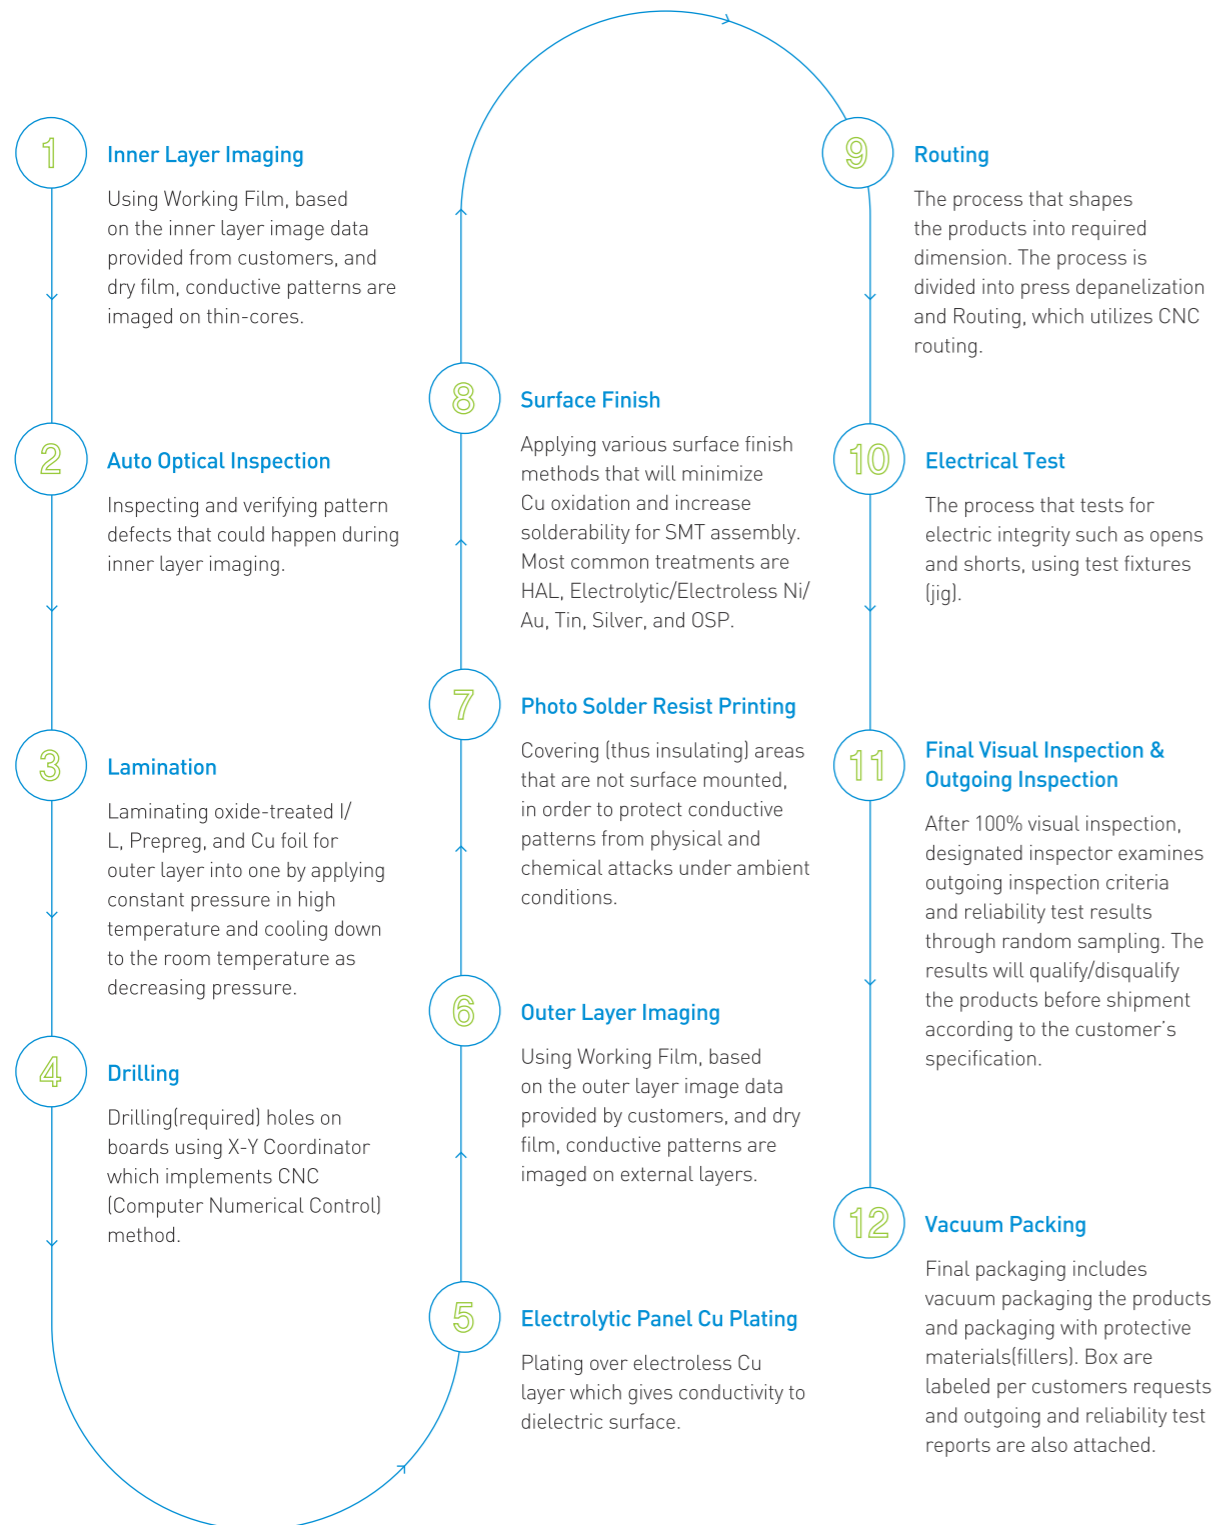 1
Inner Layer Imaging
Using Working Film, based
on the inner layer image data
provided from customers, and
dry film, conductive patterns are
imaged on thin-cores.
2
Auto Optical Inspection
Inspecting and verifying pattern
defects that could happen during
inner layer imaging.
3
Lamination
Laminating oxide-treated I/
L, Prepreg, and Cu foil for
outer layer into one by applying
constant pressure in high
temperature and cooling down
to the room temperature as
decreasing pressure.
4
Drilling
Drilling(required) holes on
boards using X-Y Coordinator
which implements CNC
(Computer Numerical Control)
method.
5
Electrolytic Panel Cu Plating
Plating over electroless Cu
layer which gives conductivity to
dielectric surface.
6
Outer Layer Imaging
Using Working Film, based
on the outer layer image data
provided by customers, and dry
film, conductive patterns are
imaged on external layers.
7
Photo Solder Resist Printing
Covering (thus insulating) areas
that are not surface mounted,
in order to protect conductive
patterns from physical and
chemical attacks under ambient
conditions.
8
Surface Finish
Applying various surface finish
methods that will minimize
Cu oxidation and increase
solderability for SMT assembly.
Most common treatments are
HAL, Electrolytic/Electroless Ni/
Au, Tin, Silver, and OSP.
9
Routing
The process that shapes
the products into required
dimension. The process is
divided into press depanelization
and Routing, which utilizes CNC
routing.
10
Electrical Test
The process that tests for
electric integrity such as opens
and shorts, using test fixtures
(jig).
11
Final Visual Inspection &
Outgoing Inspection
After 100% visual inspection,
designated inspector examines
outgoing inspection criteria
and reliability test results
through random sampling. The
results will qualify/disqualify
the products before shipment
according to the customer's
specification.
12
Vacuum Packing
Final packaging includes
vacuum packaging the products
and packaging with protective
materials(fillers). Box are
labeled per customers requests
and outgoing and reliability test
reports are also attached.